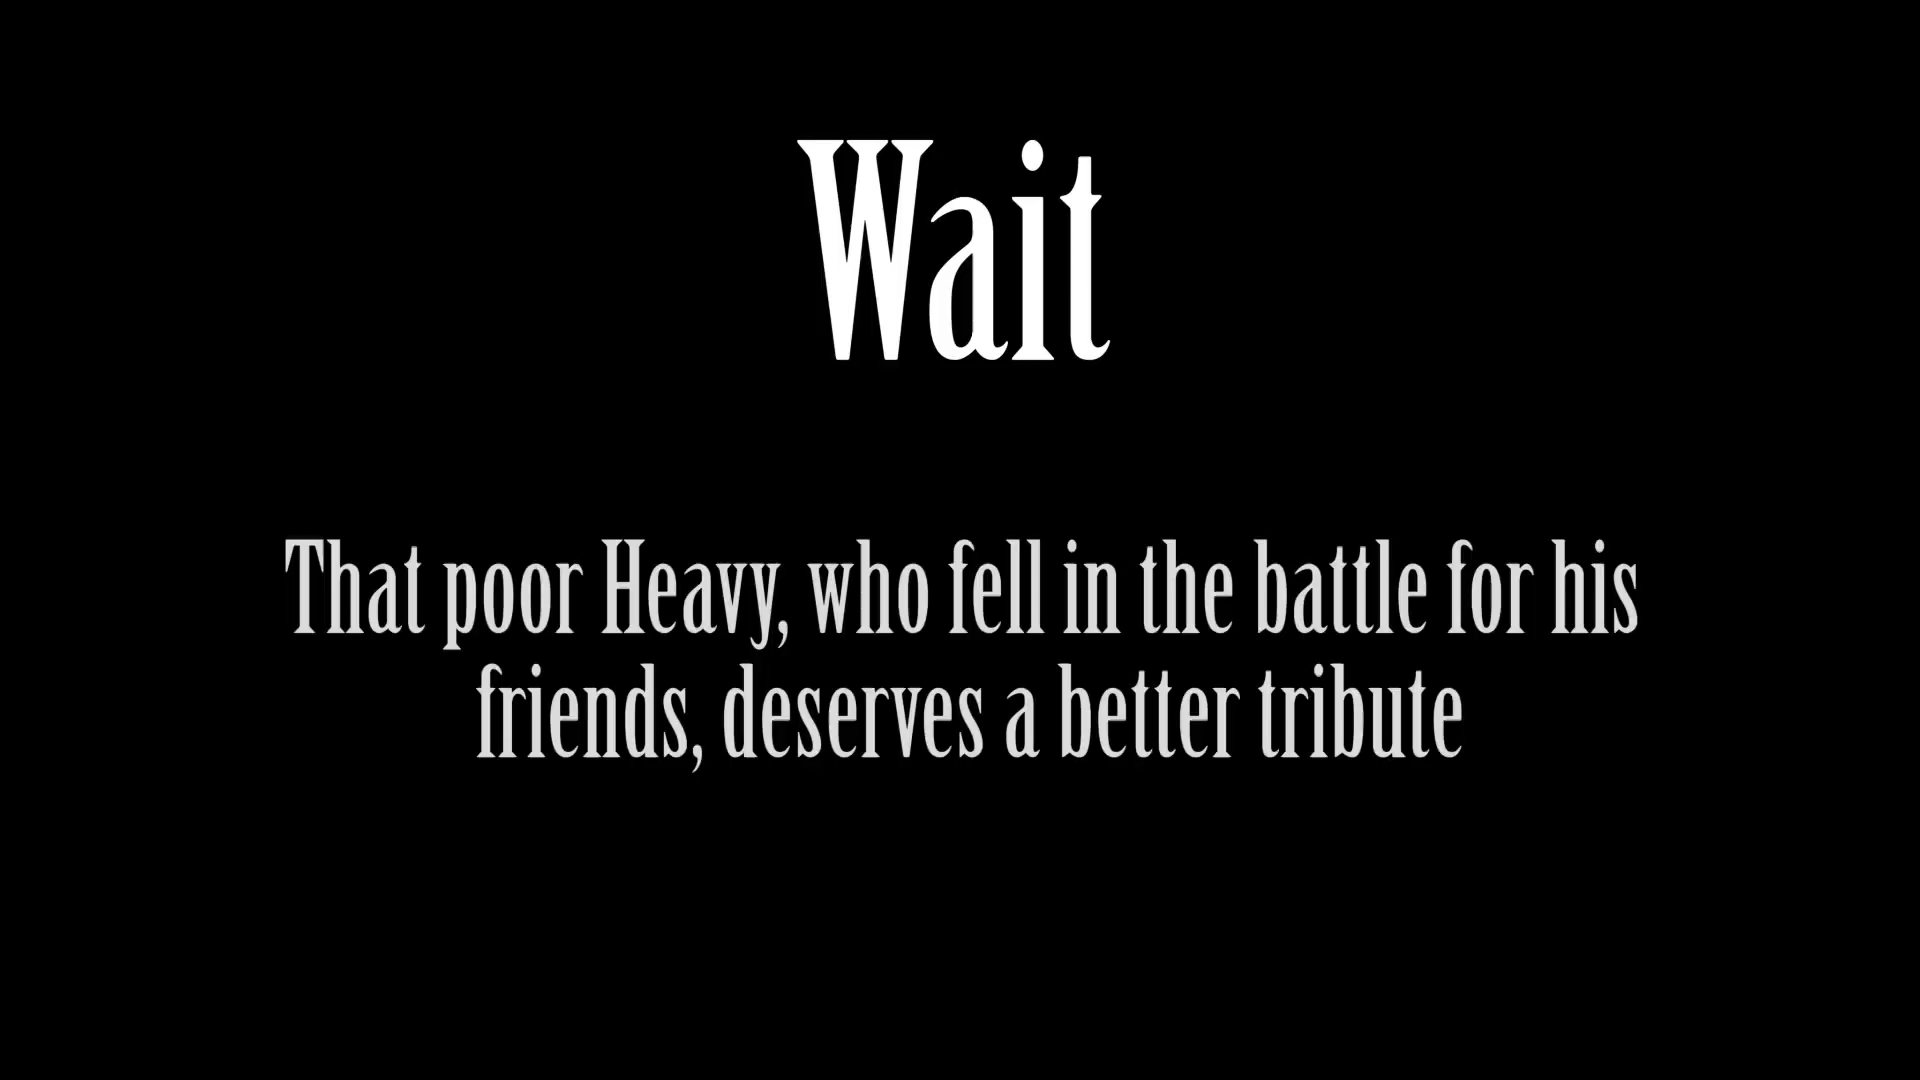 Wait
That poor Heavy, who fell in the battle for his
friends, deserves a better tribute